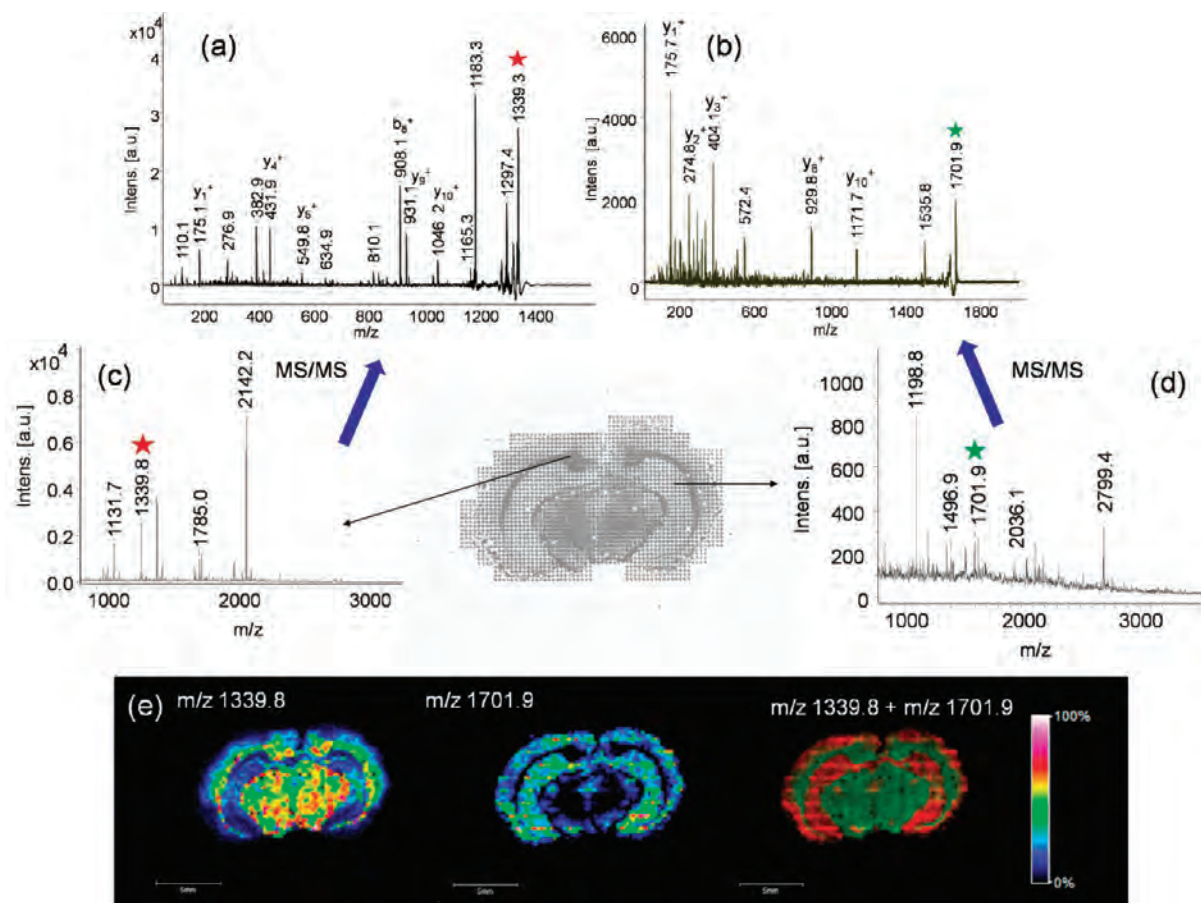 (a)
x10⁴
4
3
2
1
0
Intens. [a.u.]
110.1
175.1 y₁⁺
276.9
382.9
431.9 y₄⁺
549.8 y₅⁺
634.9
810.1
908.1 b₈⁺
931.1 y₉⁺
1046 2 y₁₀⁺
1165.3
1183.3
1297.4
1339.3
200 400 600 800 1000 1200 1400
m/z
(b)
6000
4000
2000
0
Intens. [a.u.]
175.7 y₁⁺
274.8 y₂⁺
404.1 y₃⁺
572.4
929.8 y₈⁺
1171.7 y₁₀⁺
1535.8
1701.9
200 600 1000 1400 1800
m/z
(c)
MS/MS
x10⁴
1.0
0.8
0.6
0.4
0.2
0.0
Intens. [a.u.]
1131.7
1339.8
1785.0
2142.2
1000 2000 3000
m/z
MS/MS
(d)
1000
800
600
400
200
0
Intens. [a.u.]
1198.8
1496.9
1701.9
2036.1
2799.4
1000 2000 3000
m/z
(e)
m/z 1339.8
m/z 1701.9
m/z 1339.8 + m/z 1701.9
100%
0%
5mm
5mm
5mm